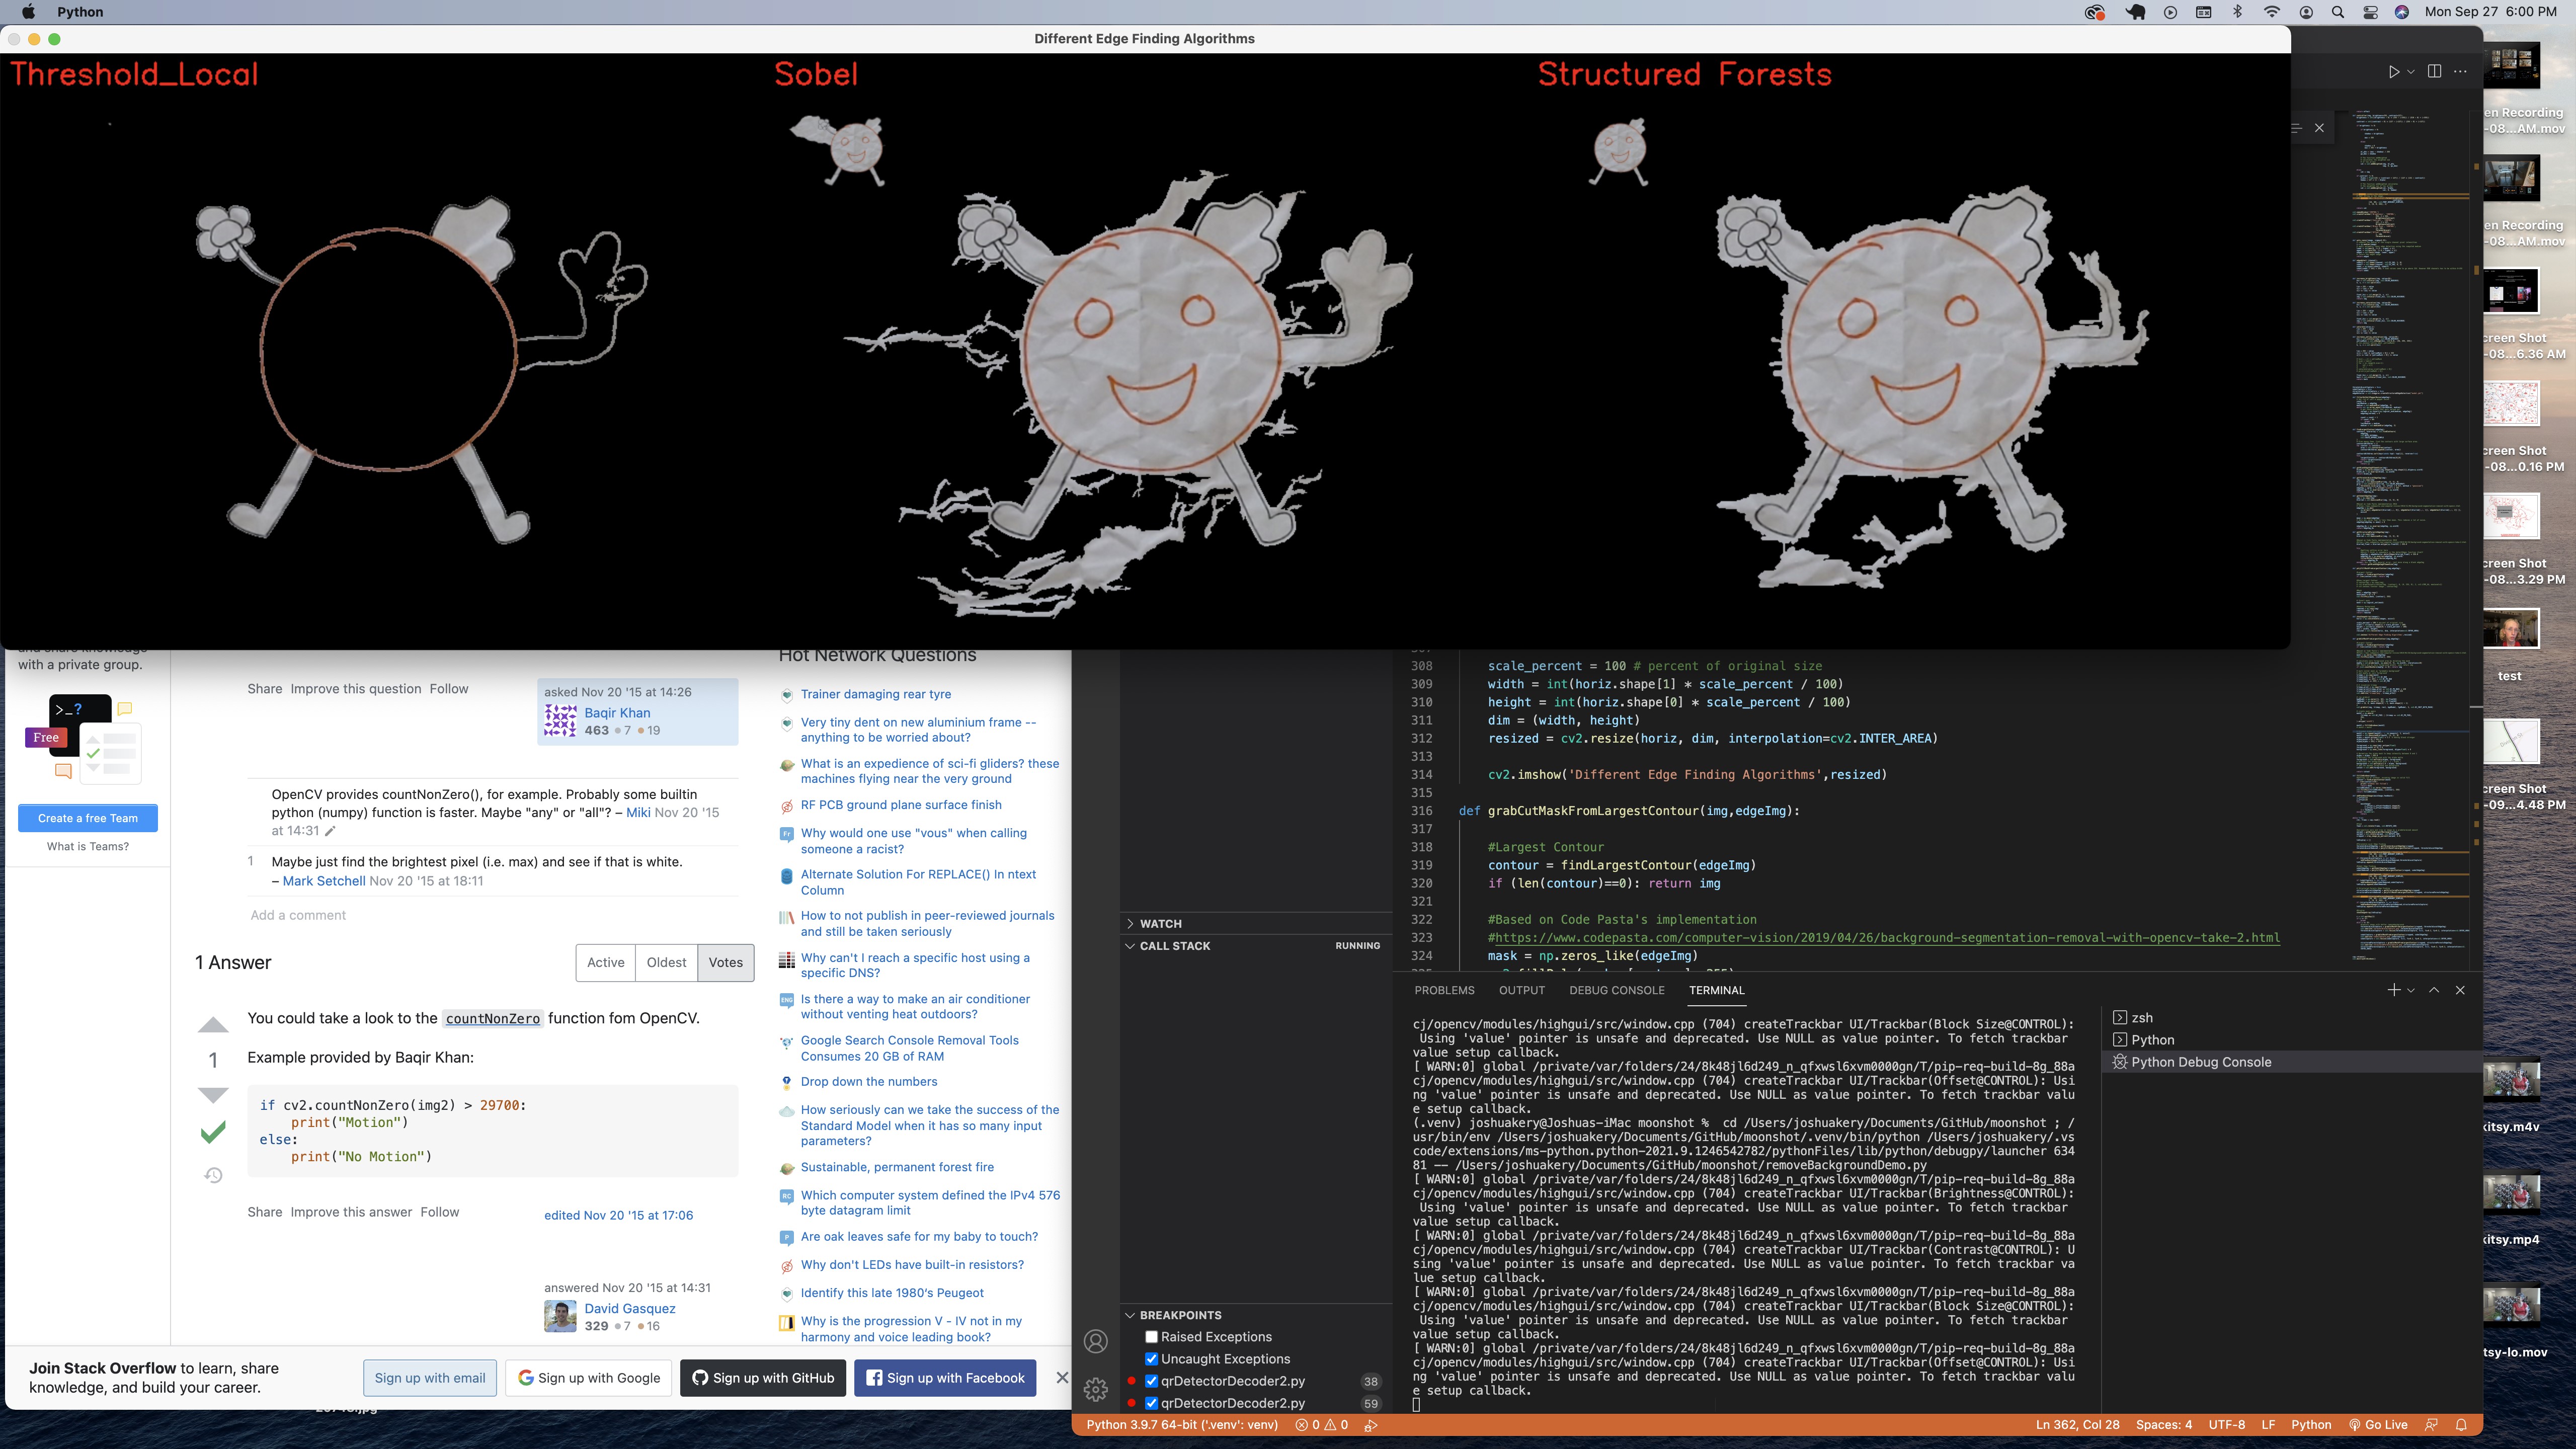 Python
Mon Sep 27 6:00 PM
Different Edge Finding Algorithms
Threshold_Local
Sobel
Structured Forests
en Recording
-08...AM.mov
en Recording
-08...AM.mov
creen Shot
-08...6.36 AM
creen Shot
-08...0.16 PM
creen Shot
-08...3.29 PM
test
creen Shot
-09...4.48 PM
kitsy.m4v
kitsy.mp4
tsy-lo.mov
with a private group.
>_?
Free
Create a free Team
What is Teams?
Share Improve this question Follow
asked Nov 20 '15 at 14:26
Baqir Khan
463 7 19
OpenCV provides countNonZero(), for example. Probably some builtin
python (numpy) function is faster. Maybe "any" or "all"? – Miki Nov 20 '15
at 14:31
1 Maybe just find the brightest pixel (i.e. max) and see if that is white.
– Mark Setchell Nov 20 '15 at 18:11
Add a comment
1 Answer
Active Oldest Votes
You could take a look to the countNonZero function fom OpenCV.
1
Example provided by Baqir Khan:
if cv2.countNonZero(img2) > 29700:
print("Motion")
else:
print("No Motion")
Share Improve this answer Follow
edited Nov 20 '15 at 17:06
answered Nov 20 '15 at 14:31
David Gasquez
329 7 16
Hot Network Questions
Trainer damaging rear tyre
Very tiny dent on new aluminium frame --
anything to be worried about?
What is an expedience of sci-fi gliders? these
machines flying near the very ground
RF PCB ground plane surface finish
Why would one use "vous" when calling
someone a racist?
Alternate Solution For REPLACE() In ntext
Column
How to not publish in peer-reviewed journals
and still be taken seriously
Why can't I reach a specific host using a
specific DNS?
Is there a way to make an air conditioner
without venting heat outdoors?
Google Search Console Removal Tools
Consumes 20 GB of RAM
Drop down the numbers
How seriously can we take the success of the
Standard Model when it has so many input
parameters?
Sustainable, permanent forest fire
Which computer system defined the IPv4 576
byte datagram limit
Are oak leaves safe for my baby to touch?
Why don't LEDs have built-in resistors?
Identify this late 1980's Peugeot
Why is the progression V - IV not in my
harmony and voice leading book?
Join Stack Overflow to learn, share
knowledge, and build your career.
Sign up with email
Sign up with Google
Sign up with GitHub
Sign up with Facebook
WATCH
CALL STACK RUNNING
BREAKPOINTS
Raised Exceptions
Uncaught Exceptions
qrDetectorDecoder2.py 38
qrDetectorDecoder2.py 59
308 scale_percent = 100 # percent of original size
309 width = int(horiz.shape[1] * scale_percent / 100)
310 height = int(horiz.shape[0] * scale_percent / 100)
311 dim = (width, height)
312 resized = cv2.resize(horiz, dim, interpolation=cv2.INTER_AREA)
313
314 cv2.imshow('Different Edge Finding Algorithms',resized)
315
316 def grabCutMaskFromLargestContour(img,edgeImg):
317
318 #Largest Contour
319 contour = findLargestContour(edgeImg)
320 if (len(contour)==0): return img
321
322 #Based on Code Pasta's implementation
323 #https://www.codepasta.com/computer-vision/2019/04/26/background-segmentation-removal-with-opencv-take-2.html
324 mask = np.zeros_like(edgeImg)
PROBLEMS OUTPUT DEBUG CONSOLE TERMINAL
cj/opencv/modules/highgui/src/window.cpp (704) createTrackbar UI/Trackbar(Block Size@CONTROL):
Using 'value' pointer is unsafe and deprecated. Use NULL as value pointer. To fetch trackbar
value setup callback.
[ WARN:0] global /private/var/folders/24/8k48jl6d249_n_qfxwsl6xvm0000gn/T/pip-req-build-8g_88a
cj/opencv/modules/highgui/src/window.cpp (704) createTrackbar UI/Trackbar(Offset@CONTROL): Usi
ng 'value' pointer is unsafe and deprecated. Use NULL as value pointer. To fetch trackbar valu
e setup callback.
(.venv) joshuakery@Joshuas-iMac moonshot % cd /Users/joshuakery/Documents/GitHub/moonshot ; /
usr/bin/env /Users/joshuakery/Documents/GitHub/moonshot/.venv/bin/python /Users/joshuakery/.vs
code/extensions/ms-python.python-2021.9.1246542782/pythonFiles/lib/python/debugpy/launcher 634
81 -- /Users/joshuakery/Documents/GitHub/moonshot/removeBackgroundDemo.py
[ WARN:0] global /private/var/folders/24/8k48jl6d249_n_qfxwsl6xvm0000gn/T/pip-req-build-8g_88a
cj/opencv/modules/highgui/src/window.cpp (704) createTrackbar UI/Trackbar(Brightness@CONTROL):
Using 'value' pointer is unsafe and deprecated. Use NULL as value pointer. To fetch trackbar
value setup callback.
[ WARN:0] global /private/var/folders/24/8k48jl6d249_n_qfxwsl6xvm0000gn/T/pip-req-build-8g_88a
cj/opencv/modules/highgui/src/window.cpp (704) createTrackbar UI/Trackbar(Contrast@CONTROL): U
sing 'value' pointer is unsafe and deprecated. Use NULL as value pointer. To fetch trackbar va
lue setup callback.
[ WARN:0] global /private/var/folders/24/8k48jl6d249_n_qfxwsl6xvm0000gn/T/pip-req-build-8g_88a
cj/opencv/modules/highgui/src/window.cpp (704) createTrackbar UI/Trackbar(Block Size@CONTROL):
Using 'value' pointer is unsafe and deprecated. Use NULL as value pointer. To fetch trackbar
value setup callback.
[ WARN:0] global /private/var/folders/24/8k48jl6d249_n_qfxwsl6xvm0000gn/T/pip-req-build-8g_88a
cj/opencv/modules/highgui/src/window.cpp (704) createTrackbar UI/Trackbar(Offset@CONTROL): Usi
ng 'value' pointer is unsafe and deprecated. Use NULL as value pointer. To fetch trackbar valu
e setup callback.
zsh
Python
Python Debug Console
Python 3.9.7 64-bit ('.venv': venv) 0 0
Ln 362, Col 28 Spaces: 4 UTF-8 LF Python Go Live